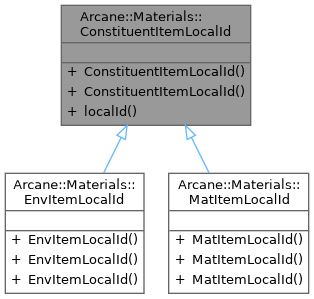 Arcane::Materials::
ConstituentItemLocalId
+ ConstituentItemLocalId()
+ ConstituentItemLocalId()
+ localId()
Arcane::Materials::
EnvItemLocalId
+ EnvItemLocalId()
+ EnvItemLocalId()
+ EnvItemLocalId()
Arcane::Materials::
MatItemLocalId
+ MatItemLocalId()
+ MatItemLocalId()
+ MatItemLocalId()